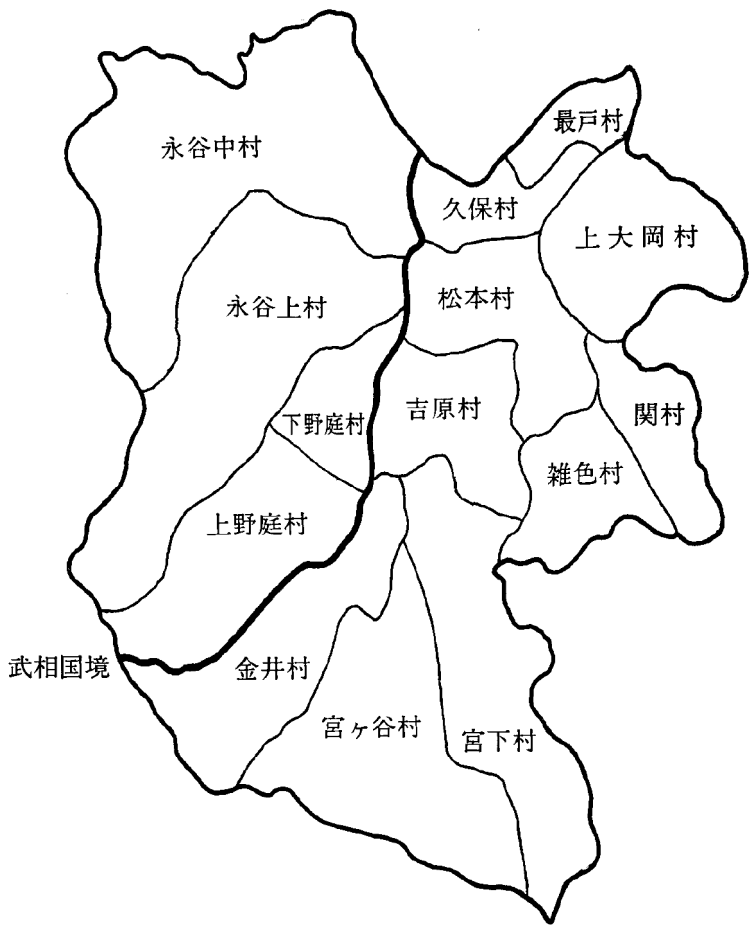 最戸村
永谷中村
久保村
上大岡村
永谷上村
松本村
下野庭村
吉原村
関村
雑色村
上野庭村
武相国境
金井村
宮ヶ谷村
宮下村